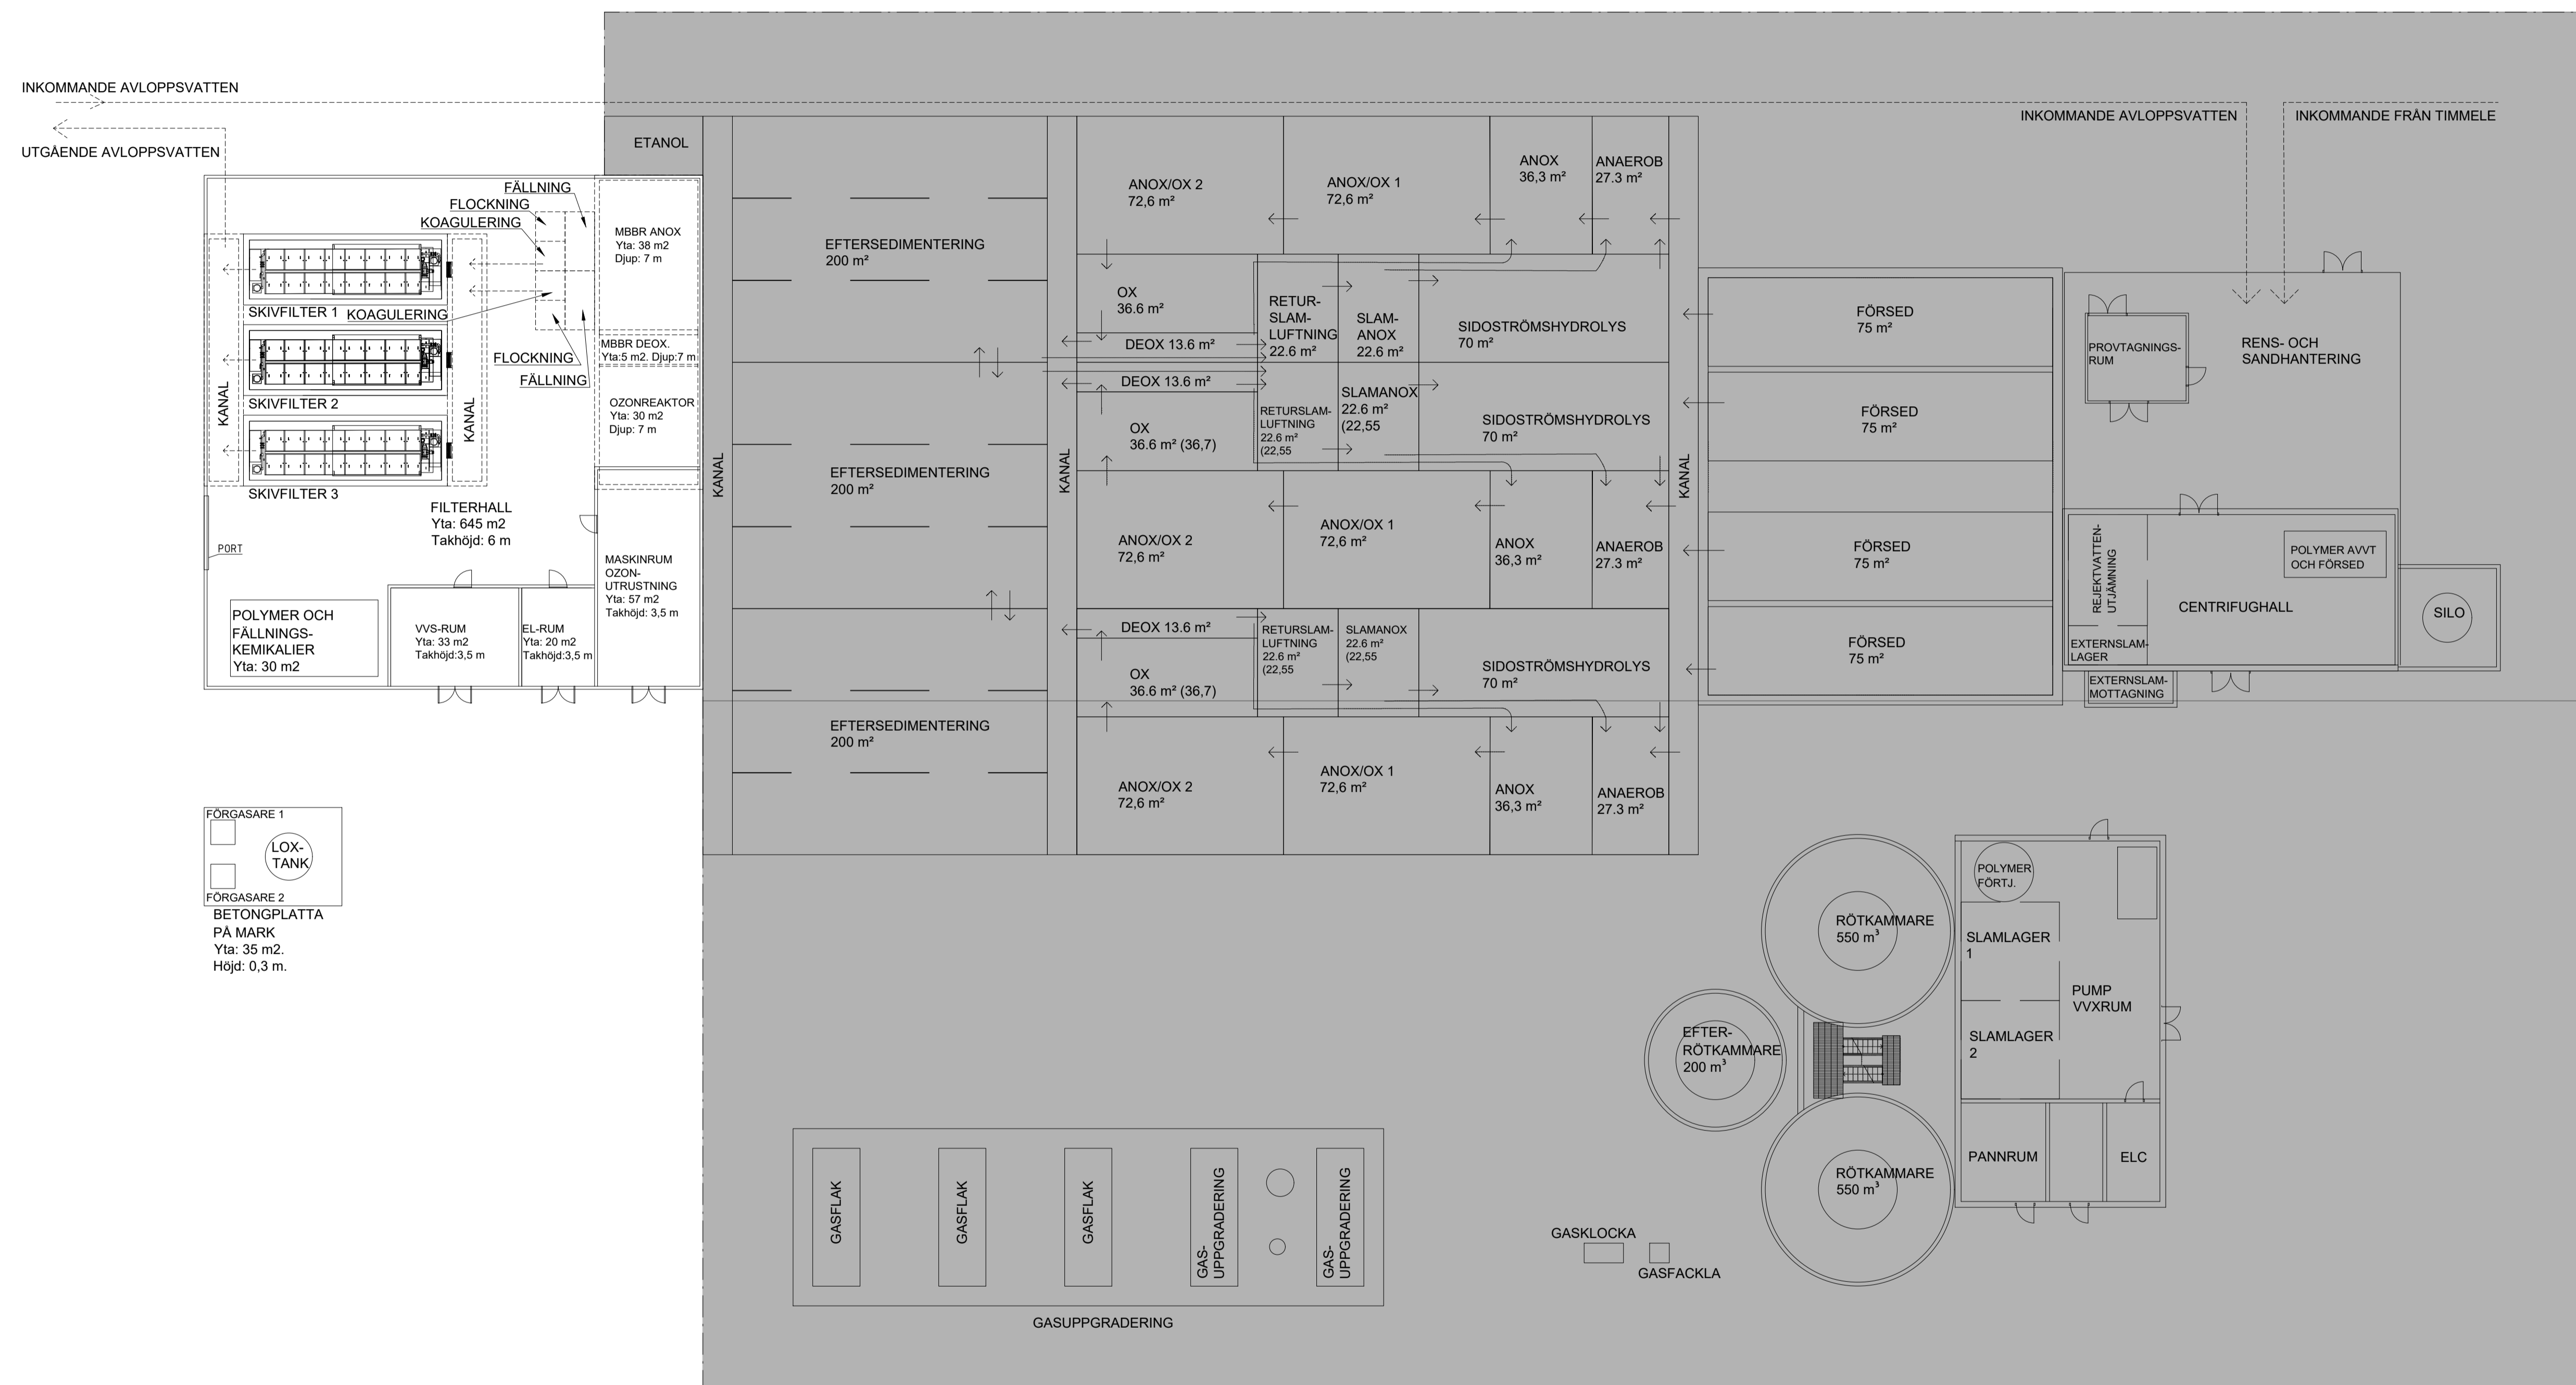 INKOMMANDE AVLOPPSVATTEN
UTGÅENDE AVLOPPSVATTEN
INKOMMANDE AVLOPPSVATTEN
INKOMMANDE FRÅN TIMMELE
ETANOL
FÄLLNING
FLOCKNING
KOAGULERING
KOAGULERING
FLOCKNING
FÄLLNING
MBBR ANOX
Yta: 38 m2
Djup: 7 m
MBBR DEOX.
Yta:5 m2. Djup:7 m
OZONREAKTOR
Yta: 30 m2
Djup: 7 m
SKIVFILTER 1
SKIVFILTER 2
SKIVFILTER 3
KANAL
KANAL
FILTERHALL
Yta: 645 m2
Takhöjd: 6 m
PORT
MASKINRUM
OZON-
UTRUSTNING
Yta: 57 m2
Takhöjd: 3,5 m
POLYMER OCH
FÄLLNINGS-
KEMIKALIER
Yta: 30 m2
VVS-RUM
Yta: 33 m2
Takhöjd:3,5 m
EL-RUM
Yta: 20 m2
Takhöjd:3,5 m
FÖRGASARE 1
LOX-
TANK
FÖRGASARE 2
BETONGPLATTA
PÅ MARK
Yta: 35 m2.
Höjd: 0,3 m.
KANAL
EFTERSEDIMENTERING
200 m²
EFTERSEDIMENTERING
200 m²
EFTERSEDIMENTERING
200 m²
KANAL
ANOX/OX 2
72,6 m²
ANOX/OX 1
72,6 m²
ANOX
36,3 m²
ANAEROB
27.3 m²
OX
36.6 m²
DEOX 13.6 m²
RETUR-
SLAM-
LUFTNING
22.6 m²
SLAM-
ANOX
22.6 m²
SIDOSTRÖMSHYDROLYS
70 m²
DEOX 13.6 m²
OX
36.6 m² (36,7)
RETURSLAM-
LUFTNING
22.6 m²
(22,55
SLAMANOX
22.6 m²
(22,55
SIDOSTRÖMSHYDROLYS
70 m²
ANOX/OX 2
72,6 m²
ANOX/OX 1
72,6 m²
ANOX
36,3 m²
ANAEROB
27.3 m²
DEOX 13.6 m²
OX
36.6 m² (36,7)
RETURSLAM-
LUFTNING
22.6 m²
(22,55
SLAMANOX
22.6 m²
(22,55
SIDOSTRÖMSHYDROLYS
70 m²
ANOX/OX 2
72,6 m²
ANOX/OX 1
72,6 m²
ANOX
36,3 m²
ANAEROB
27.3 m²
KANAL
FÖRSED
75 m²
FÖRSED
75 m²
FÖRSED
75 m²
FÖRSED
75 m²
PROVTAGNINGS-
RUM
RENS- OCH
SANDHANTERING
REJEKTVATTEN-
UTJÄMNING
POLYMER AVVT
OCH FÖRSED
CENTRIFUGHALL
SILO
EXTERNSLAM-
LAGER
EXTERNSLAM-
MOTTAGNING
POLYMER
FÖRTJ.
RÖTKAMMARE
550 m³
SLAMLAGER
1
PUMP
VVXRUM
EFTER-
RÖTKAMMARE
200 m³
SLAMLAGER
2
RÖTKAMMARE
550 m³
PANNRUM
ELC
GASFLAK
GASFLAK
GASFLAK
GAS-
UPPGRADERING
GAS-
UPPGRADERING
GASUPPGRADERING
GASKLOCKA
GASFACKLA